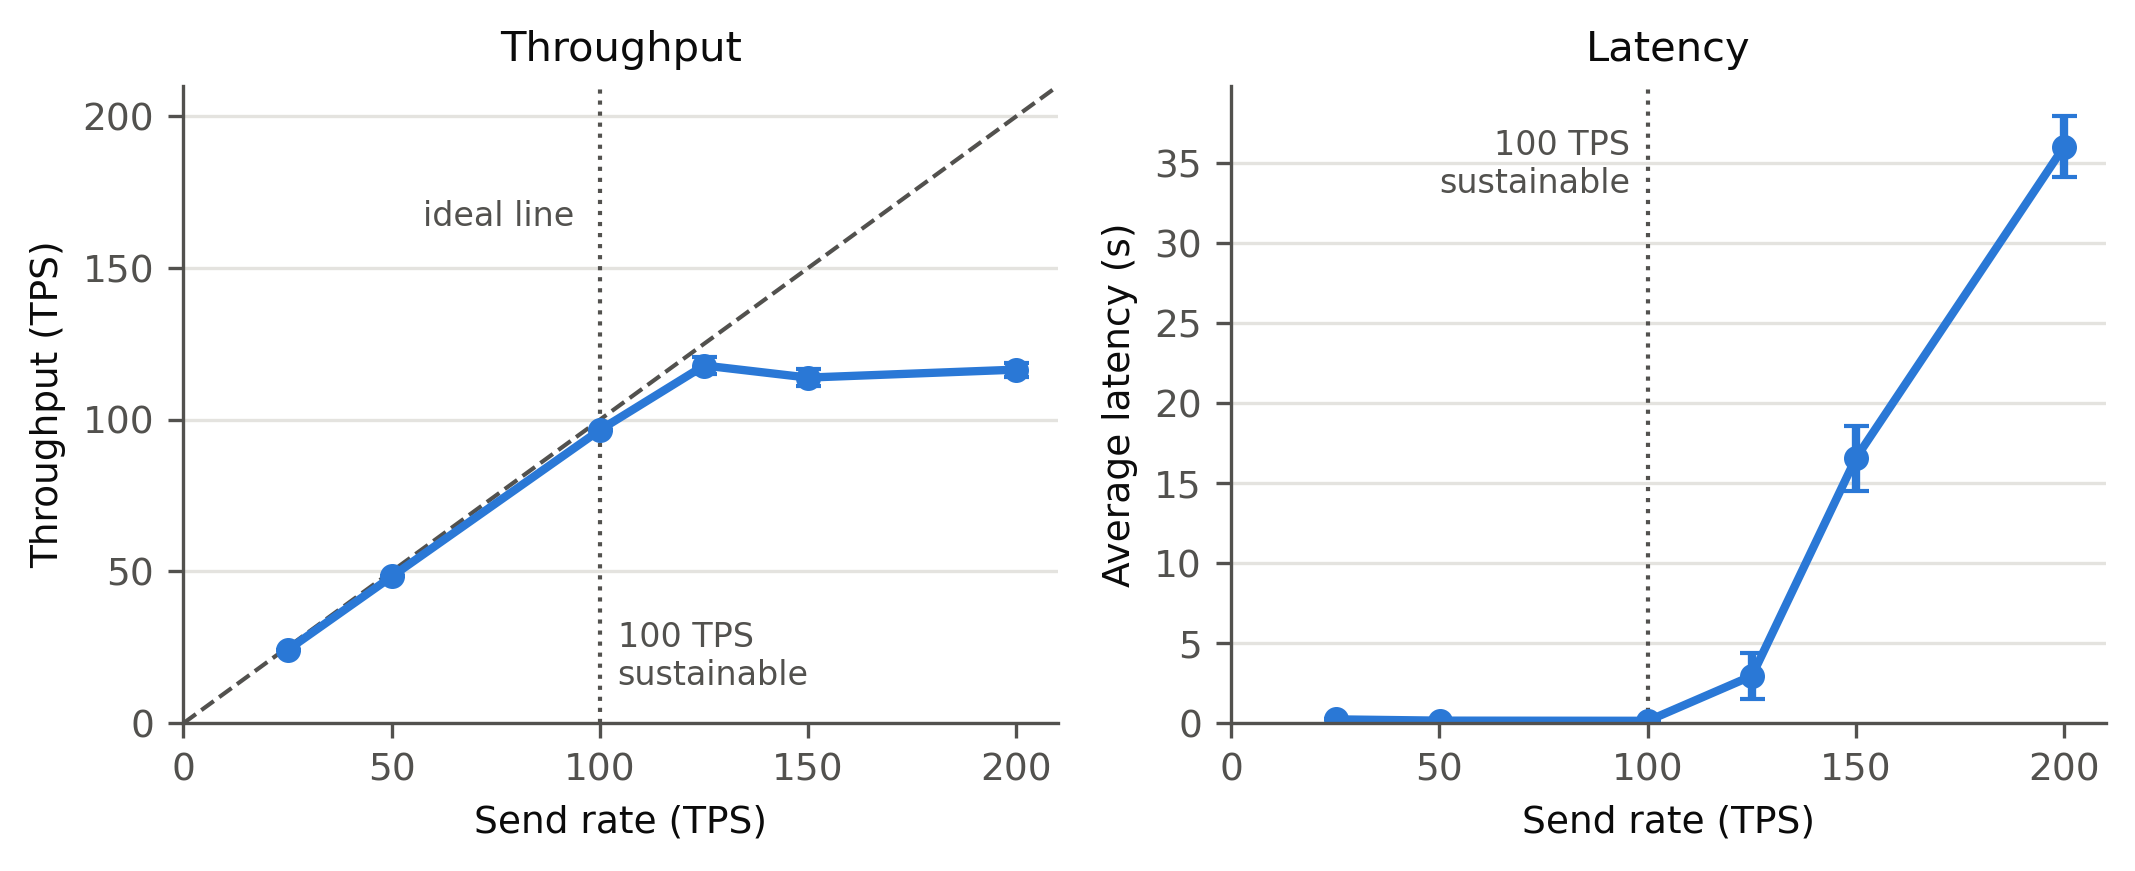 Throughput
200
150
100
50
0
0 50 100 150 200
Throughput (TPS)
Send rate (TPS)
ideal line
100 TPS
sustainable
Latency
35
30
25
20
15
10
5
0
0 50 100 150 200
Average latency (s)
Send rate (TPS)
100 TPS
sustainable